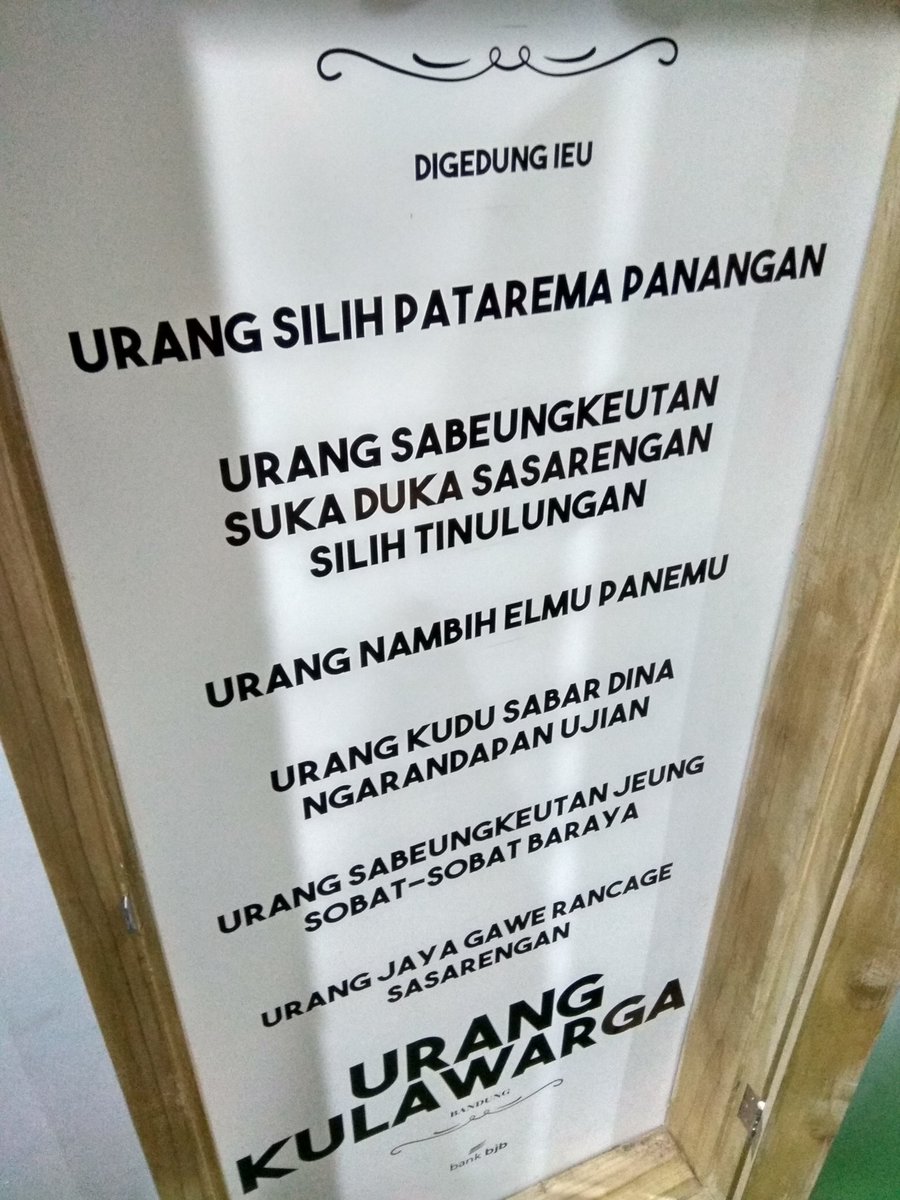 DIGEDUNG IEU
URANG SILIH PATAREMA PANANGAN
URANG SABEUNGKEUTAN
SUKA DUKA SASARENGAN
SILIH TINULUNGAN
URANG NAMBIH ELMU PANEMU
URANG KUDU SABAR DINA
NGARANDAPAN UJIAN
URANG SABEUNGKEUTAN JEUNG
SOBAT-SOBAT BARAYA
URANG JAYA GAWE RANCAGE
SASARENGAN
URANG
KULAWARGA
BANDUNG
bank bjb